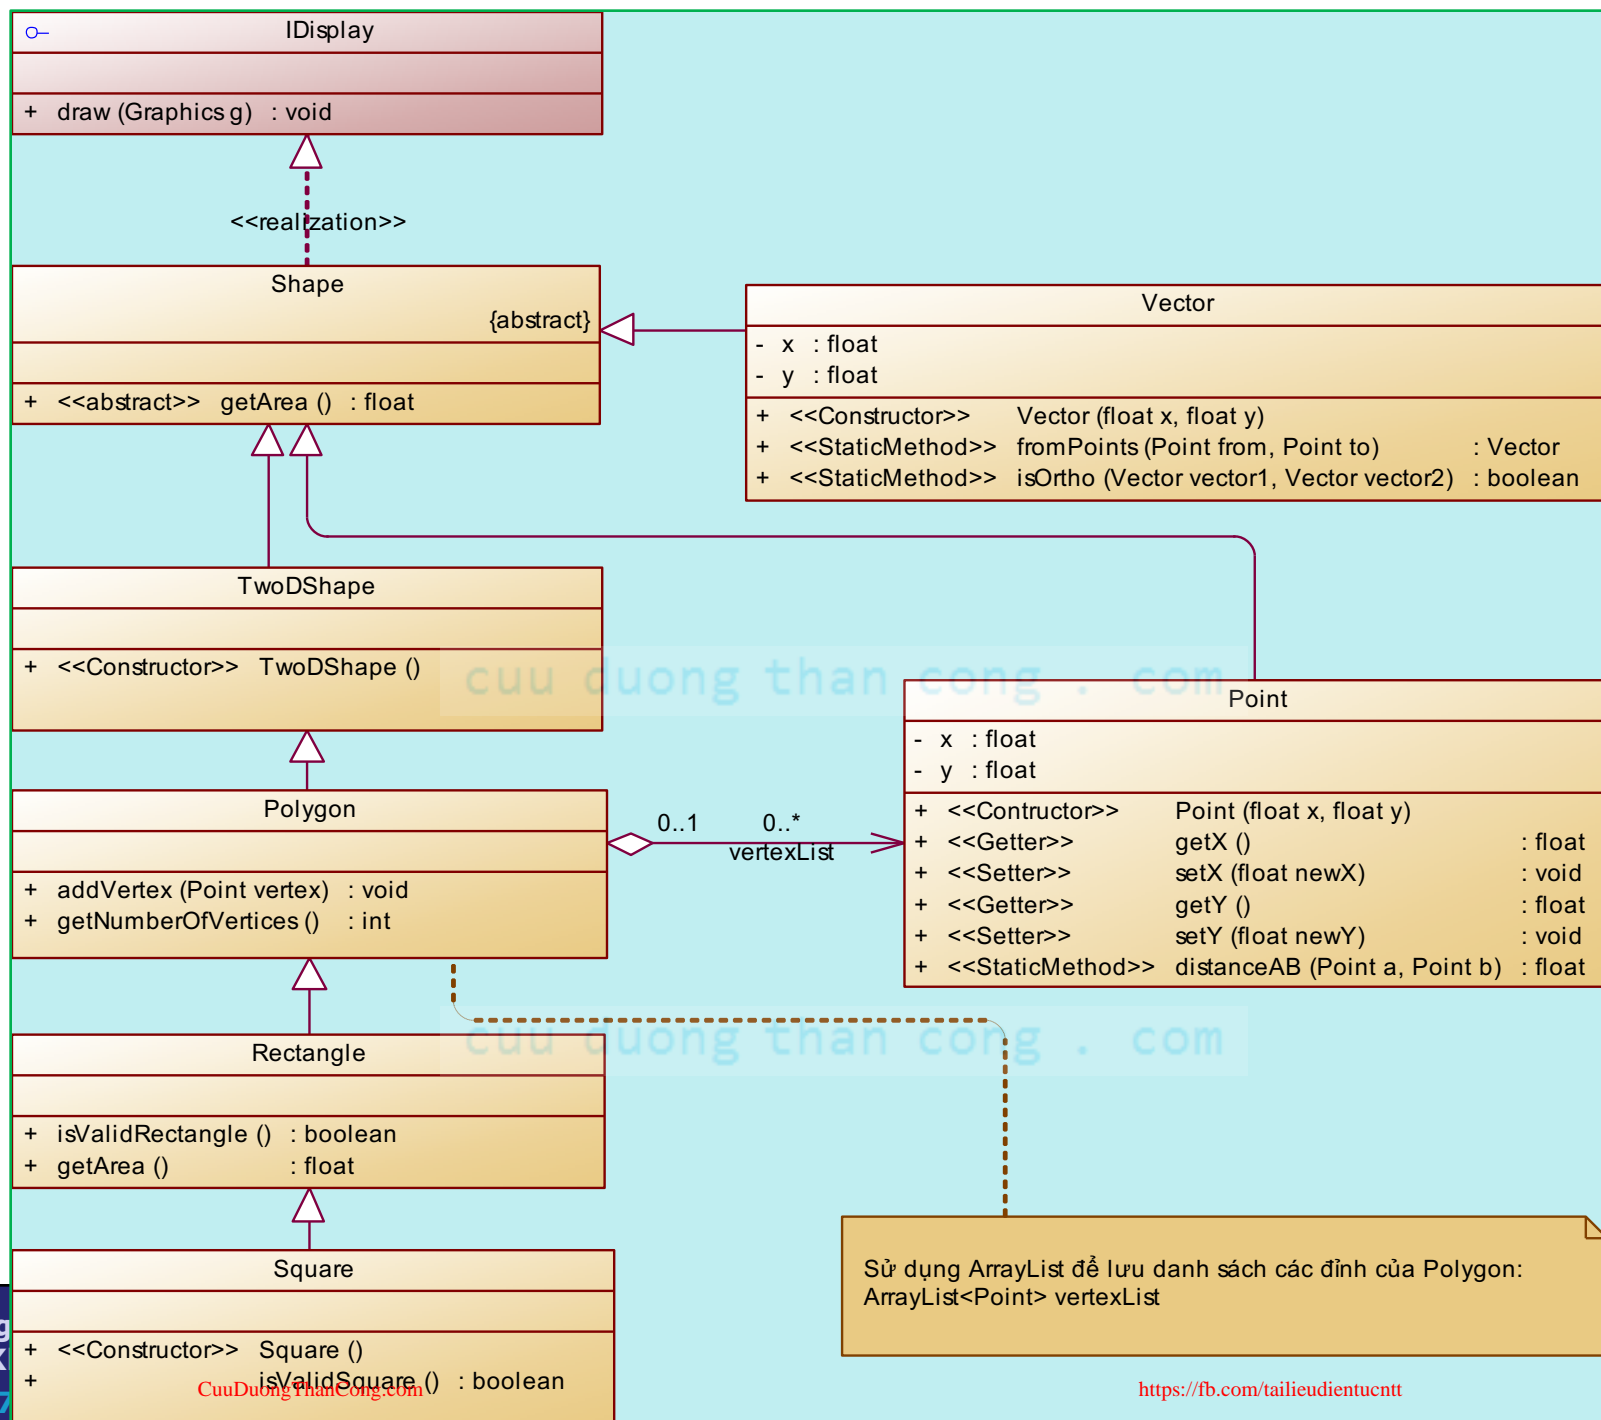 IDisplay
+ draw (Graphics g) : void
<<realization>>
Shape
{abstract}
+ <<abstract>> getArea () : float
Vector
- x : float
- y : float
+ <<Constructor>> Vector (float x, float y)
+ <<StaticMethod>> fromPoints (Point from, Point to) : Vector
+ <<StaticMethod>> isOrtho (Vector vector1, Vector vector2) : boolean
TwoDShape
+ <<Constructor>> TwoDShape ()
cuu duong than cong . com
Point
- x : float
- y : float
+ <<Contructor>> Point (float x, float y)
+ <<Getter>> getX () : float
+ <<Setter>> setX (float newX) : void
+ <<Getter>> getY () : float
+ <<Setter>> setY (float newY) : void
+ <<StaticMethod>> distanceAB (Point a, Point b) : float
Polygon
+ addVertex (Point vertex) : void
+ getNumberOfVertices () : int
0..1 0..*
vertexList
cuu duong than cong . com
Rectangle
+ isValidRectangle () : boolean
+ getArea () : float
Square
+ <<Constructor>> Square ()
+ isValidSquare () : boolean
Sử dụng ArrayList để lưu danh sách các đỉnh của Polygon:
ArrayList<Point> vertexList
CuuDuongThanCong.com
https://fb.com/tailieudientucntt